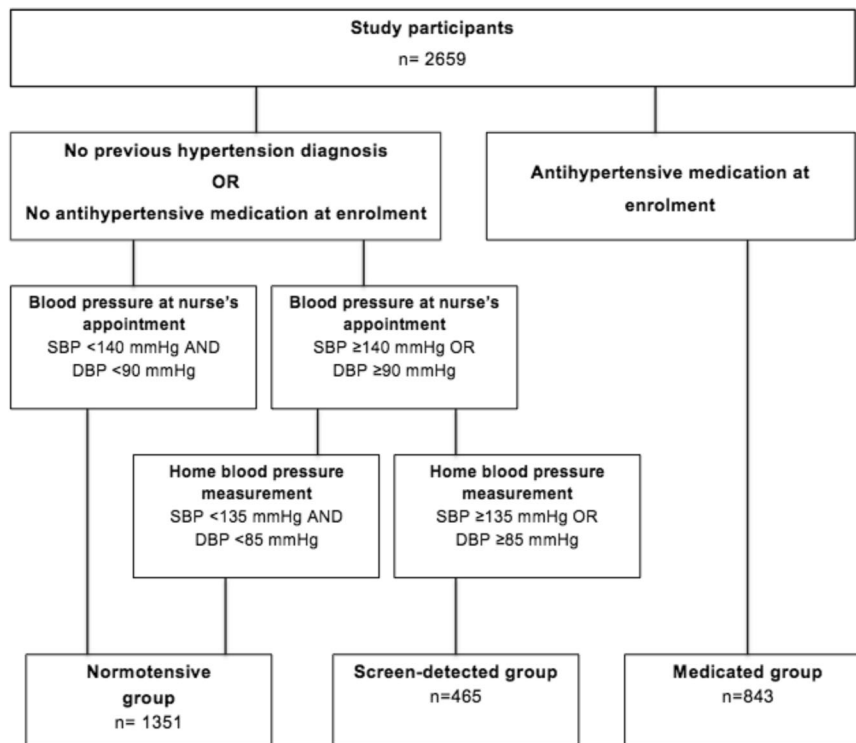 Study participants
n= 2659
No previous hypertension diagnosis
OR
No antihypertensive medication at enrolment
Antihypertensive medication at
enrolment
Blood pressure at nurse's
appointment
SBP <140 mmHg AND
DBP <90 mmHg
Blood pressure at nurse's
appointment
SBP ≥140 mmHg OR
DBP ≥90 mmHg
Home blood pressure
measurement
SBP <135 mmHg AND
DBP <85 mmHg
Home blood pressure
measurement
SBP ≥135 mmHg OR
DBP ≥85 mmHg
Normotensive
group
n= 1351
Screen-detected group
n=465
Medicated group
n=843